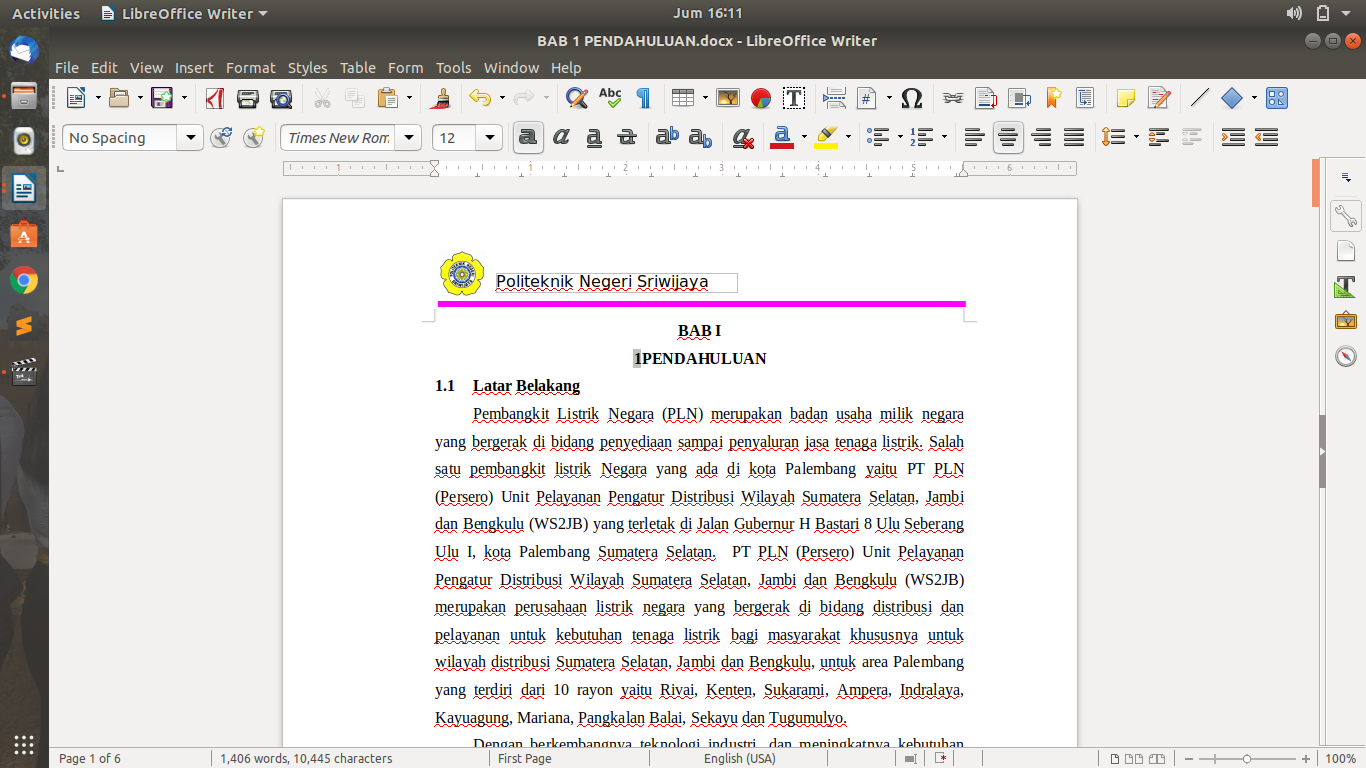 Activities LibreOffice Writer Jum 16:11
BAB 1 PENDAHULUAN.docx - LibreOffice Writer
File Edit View Insert Format Styles Table Form Tools Window Help
No Spacing Times New Rom 12
1 1 2 3 4 5 6
Politeknik Negeri Sriwijaya
BAB I
1PENDAHULUAN
1.1 Latar Belakang
Pembangkit Listrik Negara (PLN) merupakan badan usaha milik negara
yang bergerak di bidang penyediaan sampai penyaluran jasa tenaga listrik. Salah
satu pembangkit listrik Negara yang ada di kota Palembang yaitu PT PLN
(Persero) Unit Pelayanan Pengatur Distribusi Wilayah Sumatera Selatan, Jambi
dan Bengkulu (WS2JB) yang terletak di Jalan Gubernur H Bastari 8 Ulu Seberang
Ulu I, kota Palembang Sumatera Selatan. PT PLN (Persero) Unit Pelayanan
Pengatur Distribusi Wilayah Sumatera Selatan, Jambi dan Bengkulu (WS2JB)
merupakan perusahaan listrik negara yang bergerak di bidang distribusi dan
pelayanan untuk kebutuhan tenaga listrik bagi masyarakat khususnya untuk
wilayah distribusi Sumatera Selatan, Jambi dan Bengkulu, untuk area Palembang
yang terdiri dari 10 rayon yaitu Rivai, Kenten, Sukarami, Ampera, Indralaya,
Kayuagung, Mariana, Pangkalan Balai, Sekayu dan Tugumulyo.
Dengan berkembangnya teknologi industri, dan meningkatnya kebutuhan
Page 1 of 6 1,406 words, 10,445 characters First Page English (USA) 100%